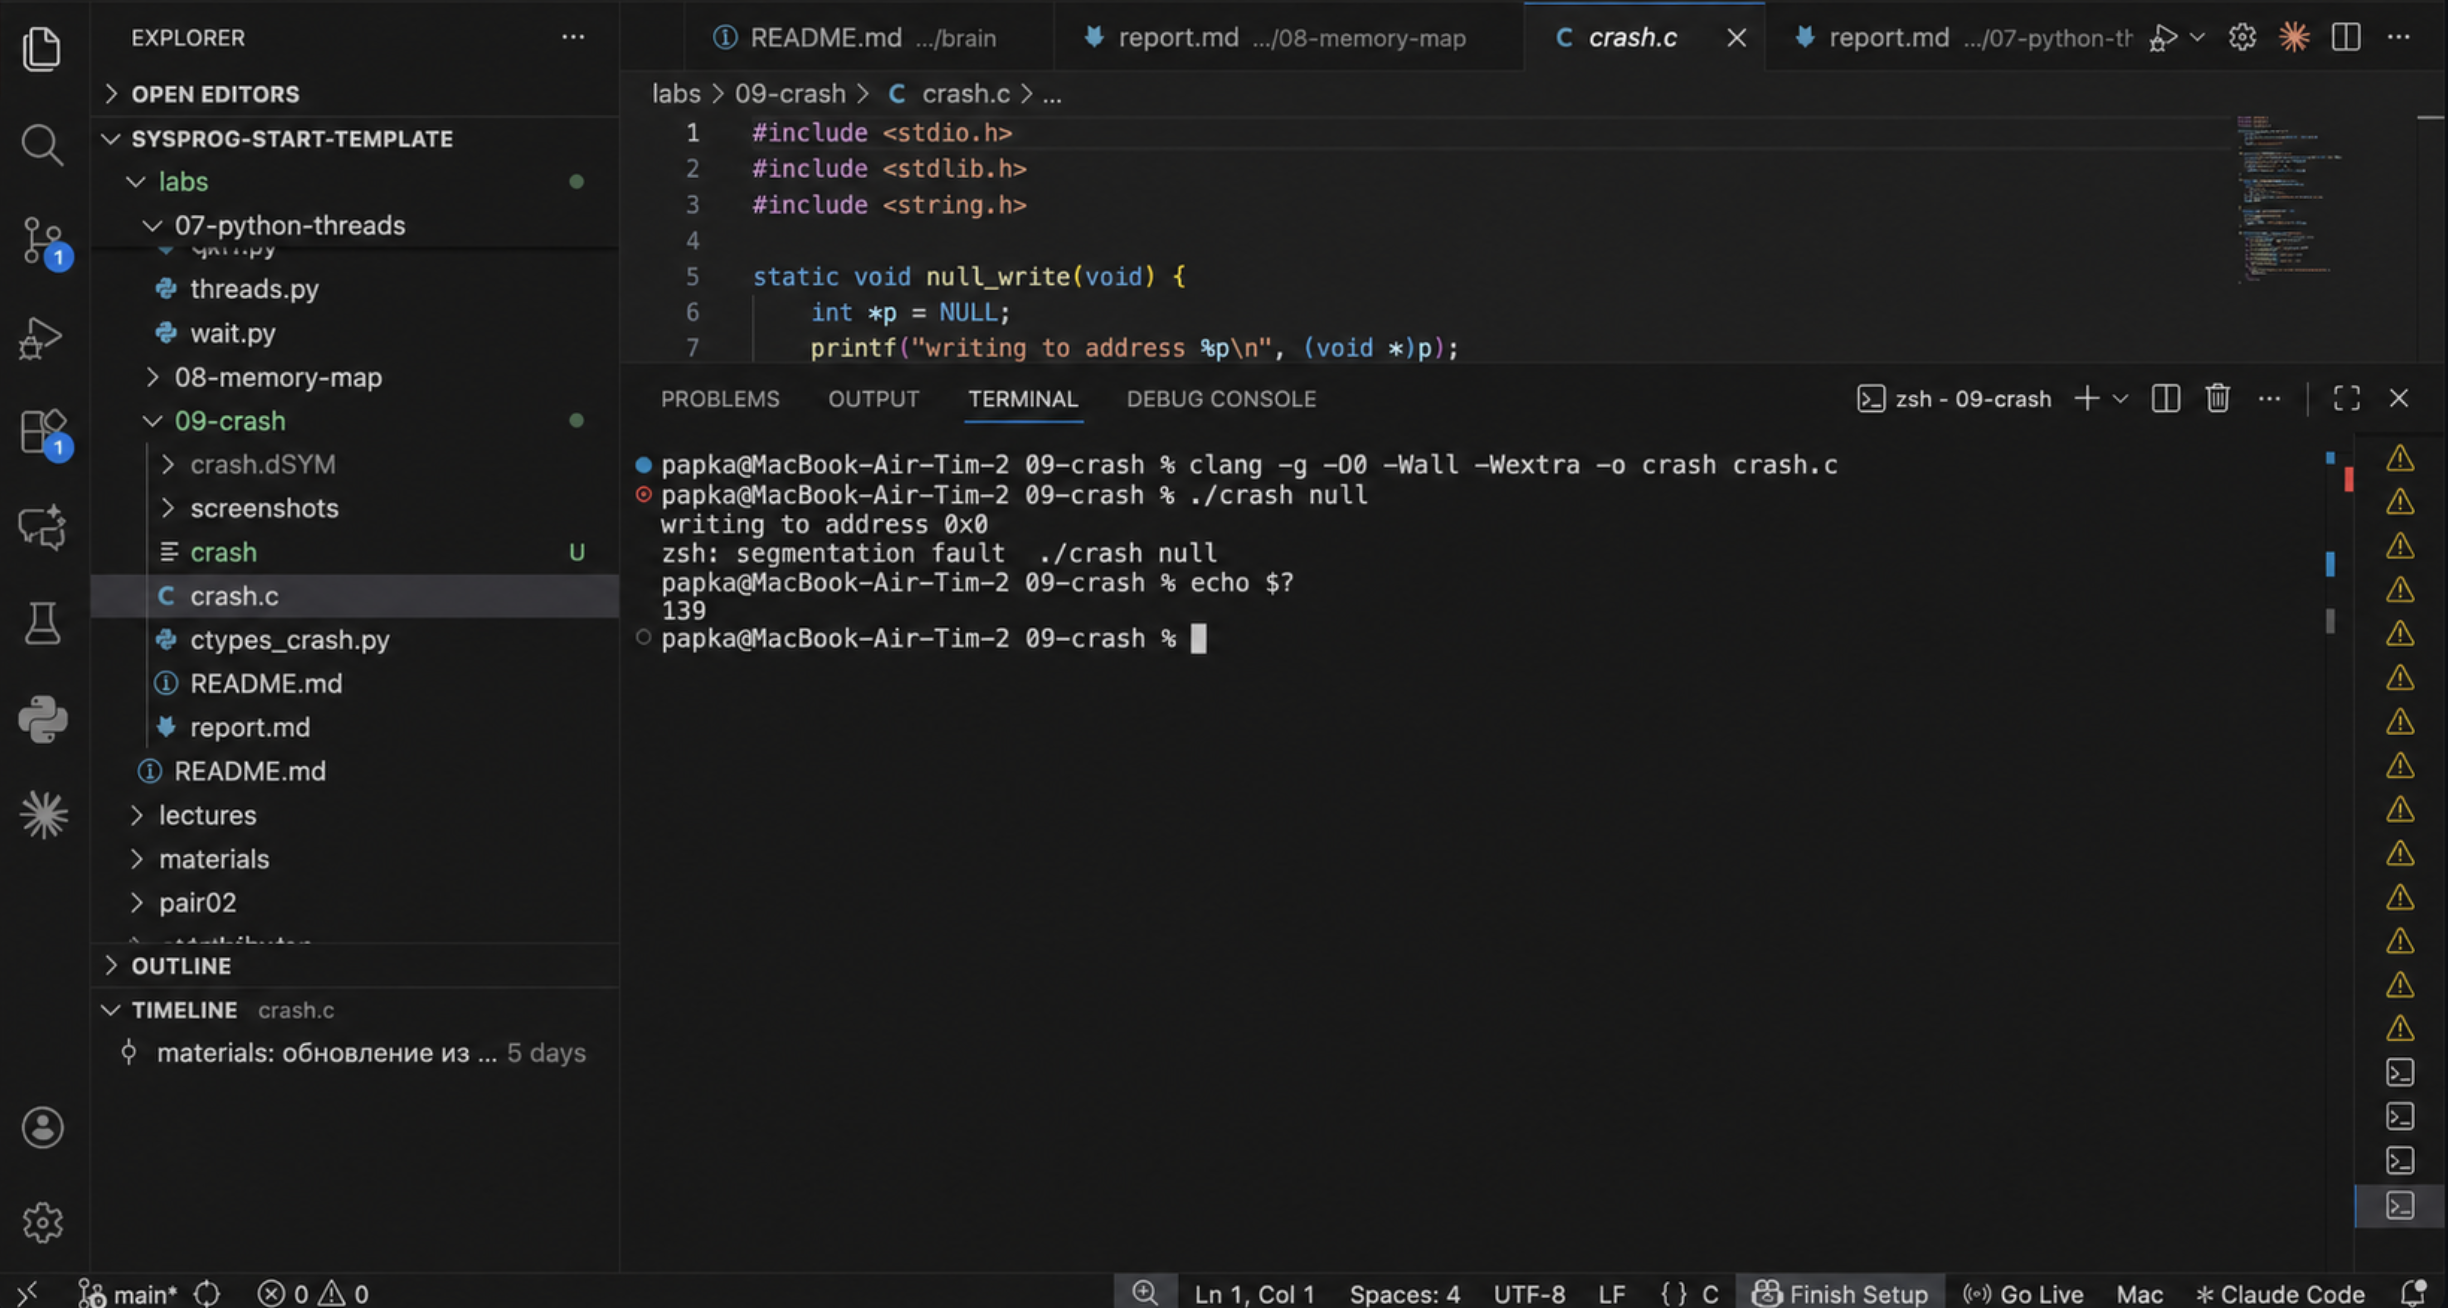 EXPLORER
OPEN EDITORS
SYSPROG-START-TEMPLATE
labs
07-python-threads
threads.py
wait.py
08-memory-map
09-crash
crash.dSYM
screenshots
crash U
crash.c
ctypes_crash.py
README.md
report.md
README.md
lectures
materials
pair02
OUTLINE
TIMELINE crash.c
materials: обновление из ... 5 days
1
1
README.md .../brain
report.md .../08-memory-map
crash.c
report.md .../07-python-th
labs > 09-crash > C crash.c > ...
1 #include <stdio.h>
2 #include <stdlib.h>
3 #include <string.h>
4
5 static void null_write(void) {
6 int *p = NULL;
7 printf("writing to address %p\n", (void *)p);
PROBLEMS OUTPUT TERMINAL DEBUG CONSOLE
zsh - 09-crash
papka@MacBook-Air-Tim-2 09-crash % clang -g -O0 -Wall -Wextra -o crash crash.c
papka@MacBook-Air-Tim-2 09-crash % ./crash null
writing to address 0x0
zsh: segmentation fault ./crash null
papka@MacBook-Air-Tim-2 09-crash % echo $?
139
papka@MacBook-Air-Tim-2 09-crash %
main* 0 0 Ln 1, Col 1 Spaces: 4 UTF-8 LF {} C Finish Setup Go Live Mac Claude Code